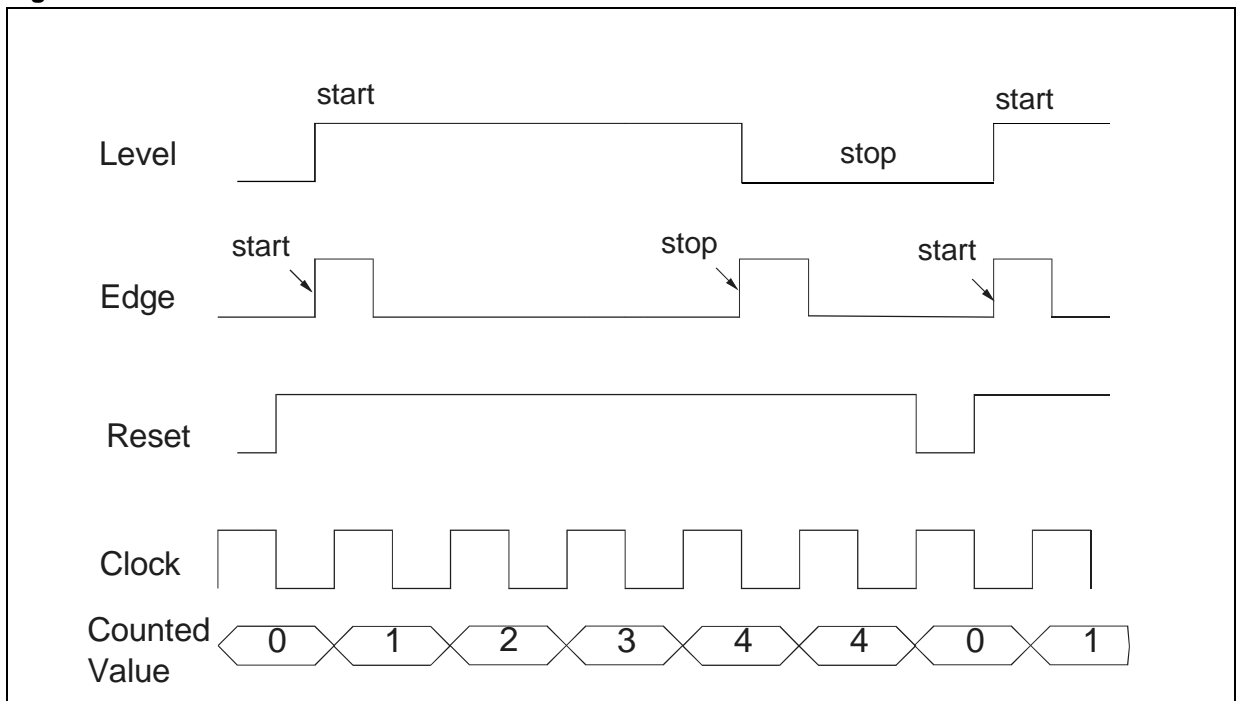 start
start
Level
stop
start
stop
start
Edge
Reset
Clock
Counted
Value
0 1 2 3 4 4 0 1